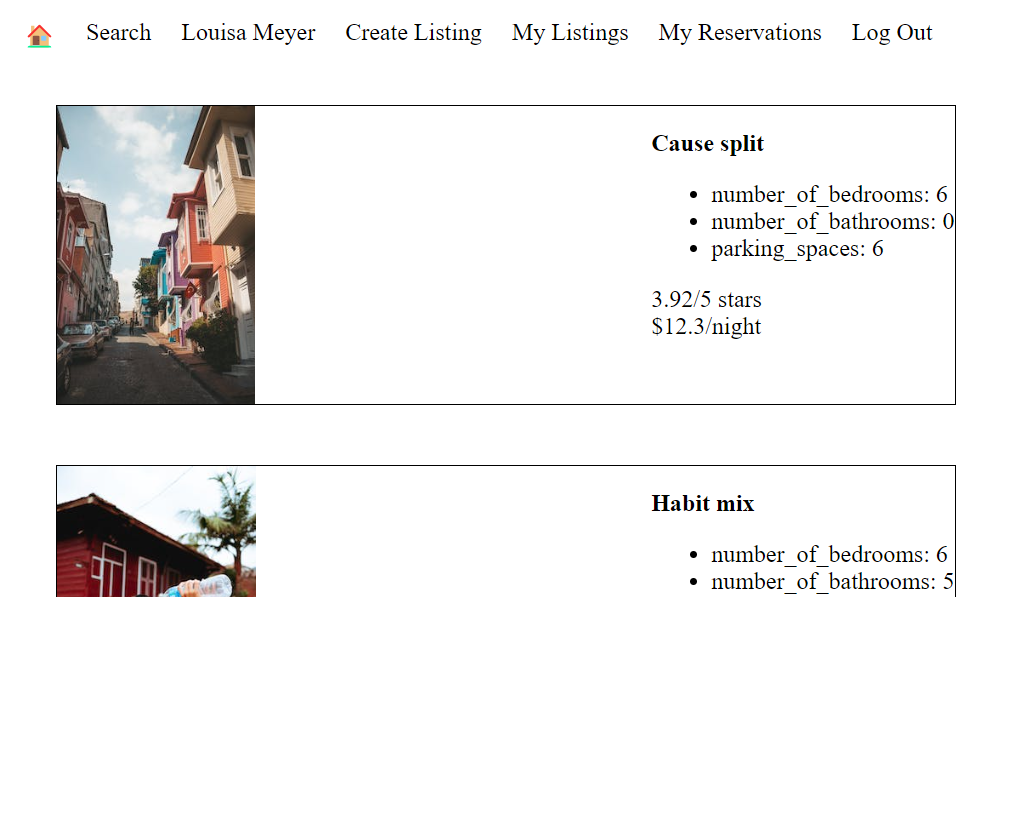 Search Louisa Meyer Create Listing My Listings My Reservations Log Out
Cause split
number_of_bedrooms: 6
number_of_bathrooms: 0
parking_spaces: 6
3.92/5 stars
$12.3/night
Habit mix
number_of_bedrooms: 6
number_of_bathrooms: 5